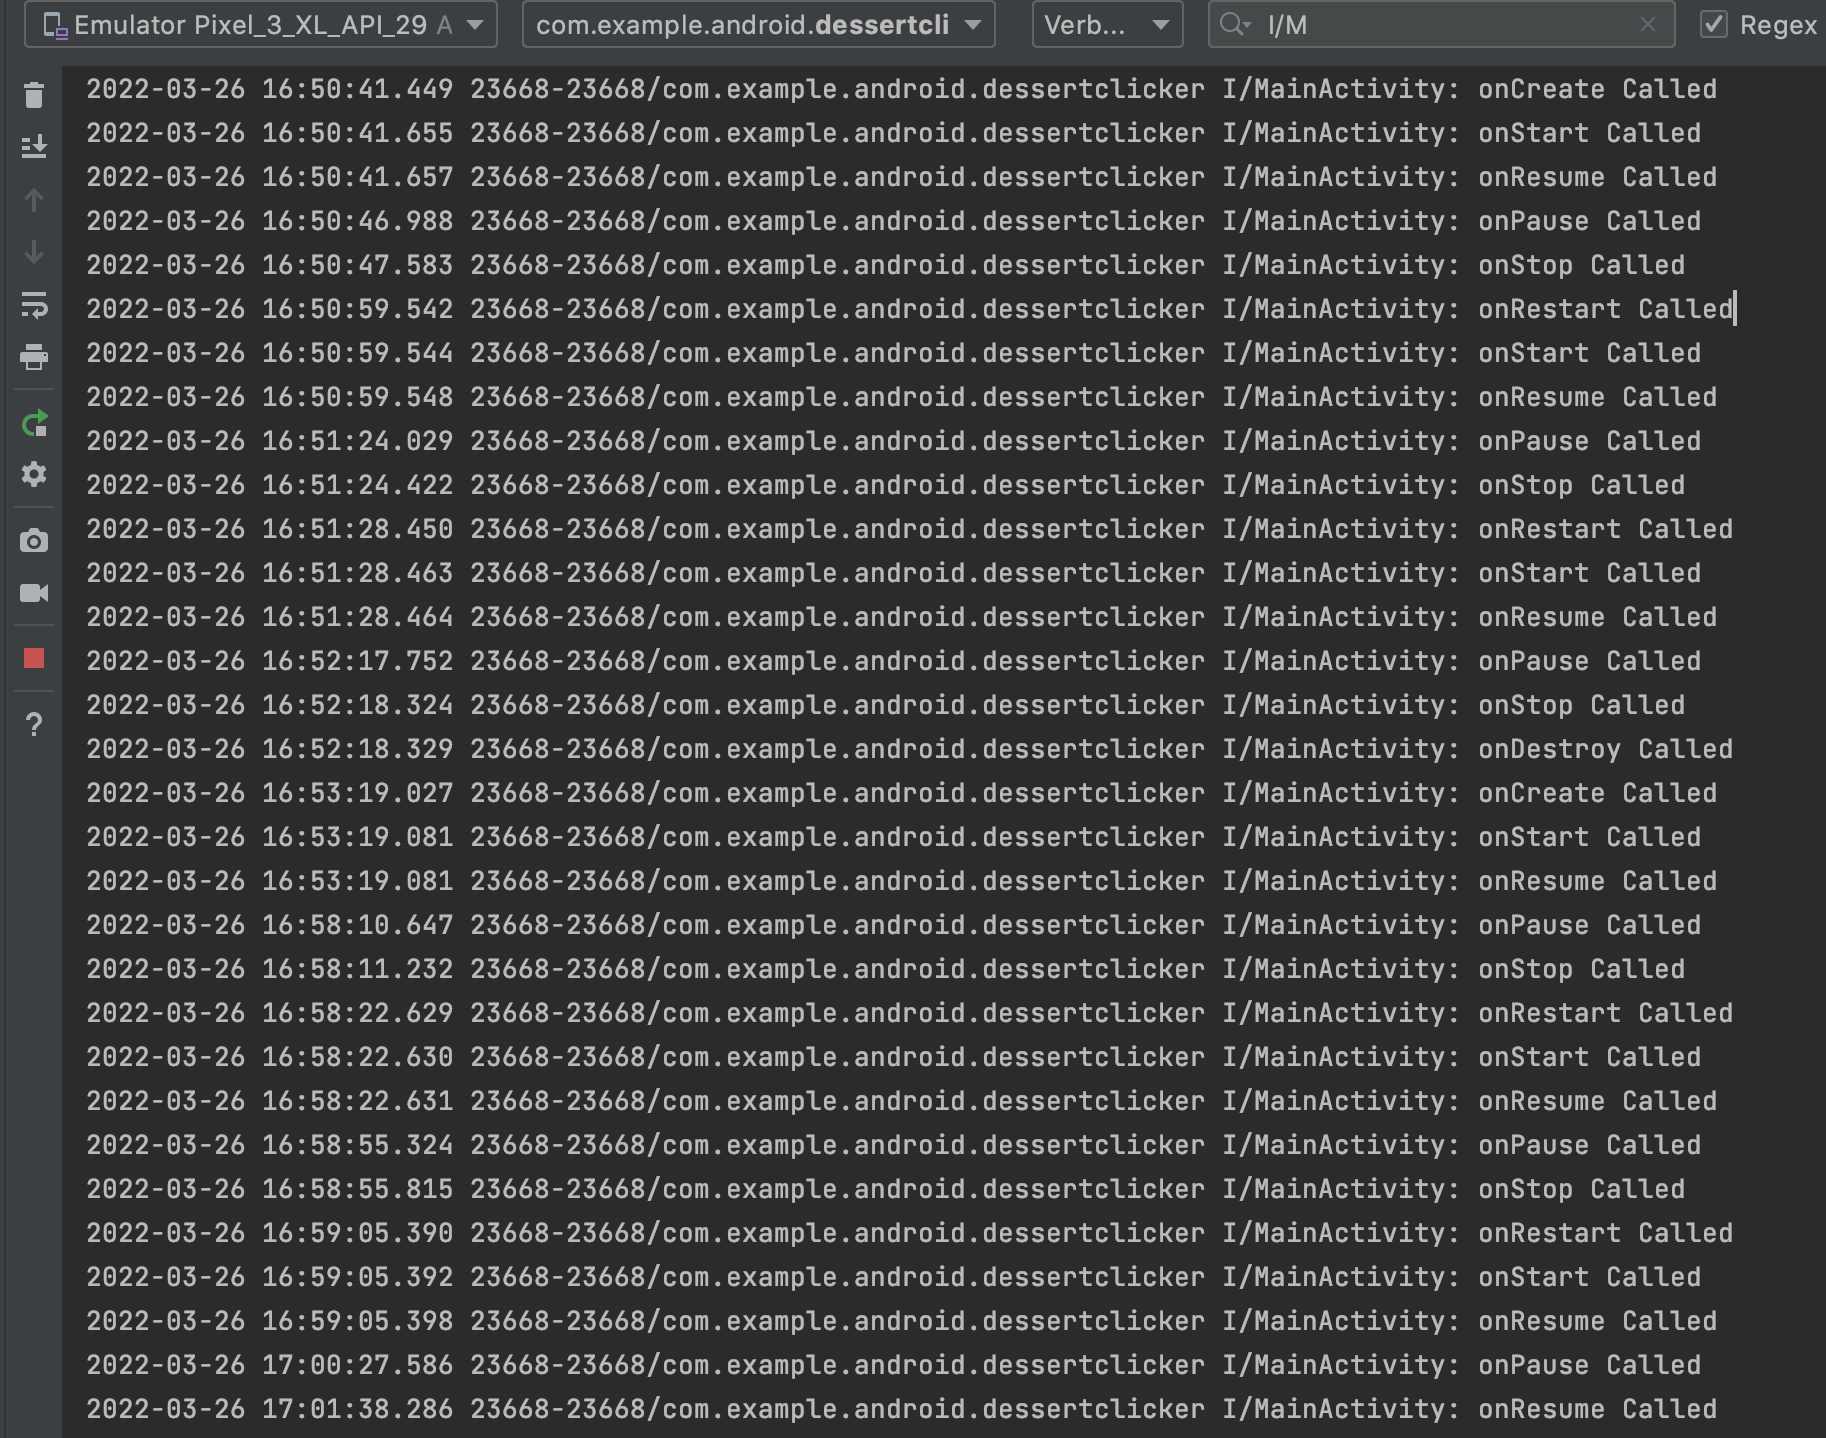 Emulator Pixel_3_XL_API_29 A com.example.android.dessertcli Verb... I/M Regex
2022-03-26 16:50:41.449 23668-23668/com.example.android.dessertclicker I/MainActivity: onCreate Called
2022-03-26 16:50:41.655 23668-23668/com.example.android.dessertclicker I/MainActivity: onStart Called
2022-03-26 16:50:41.657 23668-23668/com.example.android.dessertclicker I/MainActivity: onResume Called
2022-03-26 16:50:46.988 23668-23668/com.example.android.dessertclicker I/MainActivity: onPause Called
2022-03-26 16:50:47.583 23668-23668/com.example.android.dessertclicker I/MainActivity: onStop Called
2022-03-26 16:50:59.542 23668-23668/com.example.android.dessertclicker I/MainActivity: onRestart Called
2022-03-26 16:50:59.544 23668-23668/com.example.android.dessertclicker I/MainActivity: onStart Called
2022-03-26 16:50:59.548 23668-23668/com.example.android.dessertclicker I/MainActivity: onResume Called
2022-03-26 16:51:24.029 23668-23668/com.example.android.dessertclicker I/MainActivity: onPause Called
2022-03-26 16:51:24.422 23668-23668/com.example.android.dessertclicker I/MainActivity: onStop Called
2022-03-26 16:51:28.450 23668-23668/com.example.android.dessertclicker I/MainActivity: onRestart Called
2022-03-26 16:51:28.463 23668-23668/com.example.android.dessertclicker I/MainActivity: onStart Called
2022-03-26 16:51:28.464 23668-23668/com.example.android.dessertclicker I/MainActivity: onResume Called
2022-03-26 16:52:17.752 23668-23668/com.example.android.dessertclicker I/MainActivity: onPause Called
2022-03-26 16:52:18.324 23668-23668/com.example.android.dessertclicker I/MainActivity: onStop Called
2022-03-26 16:52:18.329 23668-23668/com.example.android.dessertclicker I/MainActivity: onDestroy Called
2022-03-26 16:53:19.027 23668-23668/com.example.android.dessertclicker I/MainActivity: onCreate Called
2022-03-26 16:53:19.081 23668-23668/com.example.android.dessertclicker I/MainActivity: onStart Called
2022-03-26 16:53:19.081 23668-23668/com.example.android.dessertclicker I/MainActivity: onResume Called
2022-03-26 16:58:10.647 23668-23668/com.example.android.dessertclicker I/MainActivity: onPause Called
2022-03-26 16:58:11.232 23668-23668/com.example.android.dessertclicker I/MainActivity: onStop Called
2022-03-26 16:58:22.629 23668-23668/com.example.android.dessertclicker I/MainActivity: onRestart Called
2022-03-26 16:58:22.630 23668-23668/com.example.android.dessertclicker I/MainActivity: onStart Called
2022-03-26 16:58:22.631 23668-23668/com.example.android.dessertclicker I/MainActivity: onResume Called
2022-03-26 16:58:55.324 23668-23668/com.example.android.dessertclicker I/MainActivity: onPause Called
2022-03-26 16:58:55.815 23668-23668/com.example.android.dessertclicker I/MainActivity: onStop Called
2022-03-26 16:59:05.390 23668-23668/com.example.android.dessertclicker I/MainActivity: onRestart Called
2022-03-26 16:59:05.392 23668-23668/com.example.android.dessertclicker I/MainActivity: onStart Called
2022-03-26 16:59:05.398 23668-23668/com.example.android.dessertclicker I/MainActivity: onResume Called
2022-03-26 17:00:27.586 23668-23668/com.example.android.dessertclicker I/MainActivity: onPause Called
2022-03-26 17:01:38.286 23668-23668/com.example.android.dessertclicker I/MainActivity: onResume Called